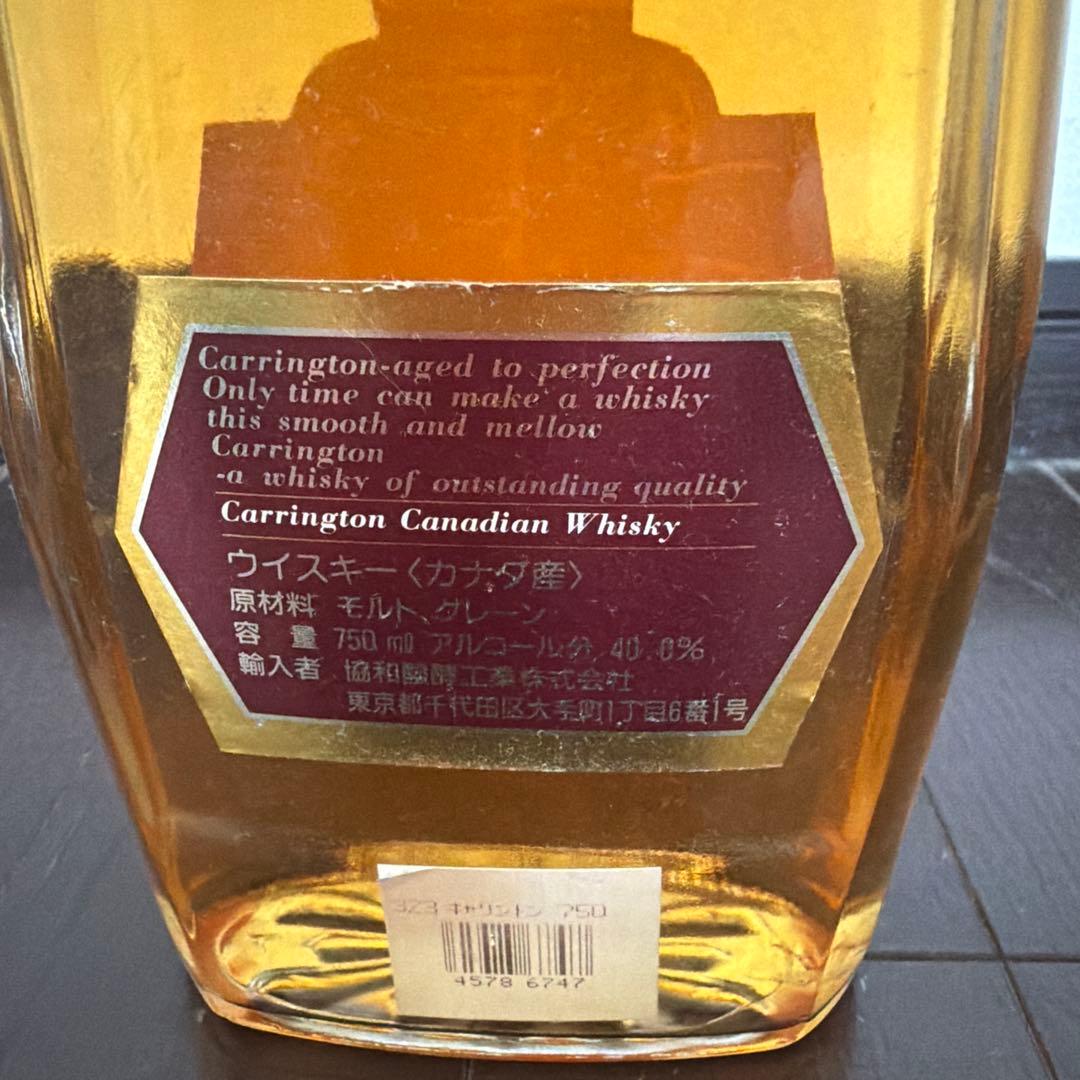 Carrington-aged to perfection
Only time can make a whisky
this smooth and mellow
Carrington
-a whisky of outstanding quality
Carrington Canadian Whisky
ウイスキー〈カナダ産〉
原材料 モルト、グレーン
容 量 750 ml アルコール分 40.0%
輸入者 協和醱酵工業株式会社
東京都千代田区大手町1丁目6番1号
323 キャリントン 750
4578 6747